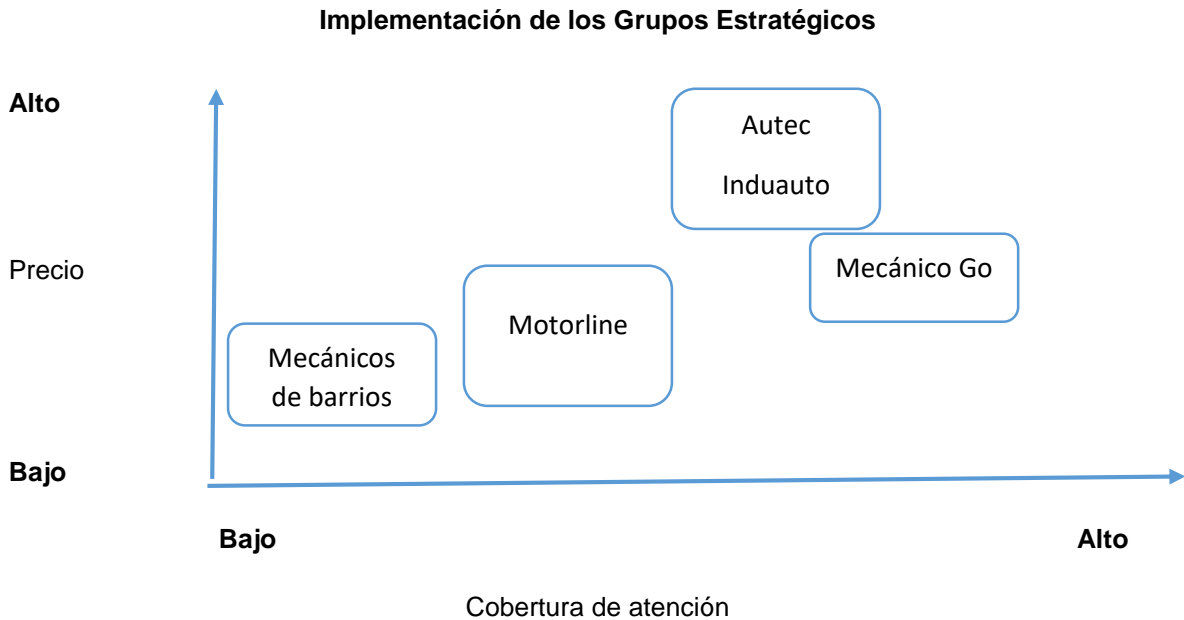 Implementación de los Grupos Estratégicos
Alto
Autec
Induauto
Precio
Mecánico Go
Motorline
Mecánicos
de barrios
Bajo
Bajo
Alto
Cobertura de atención